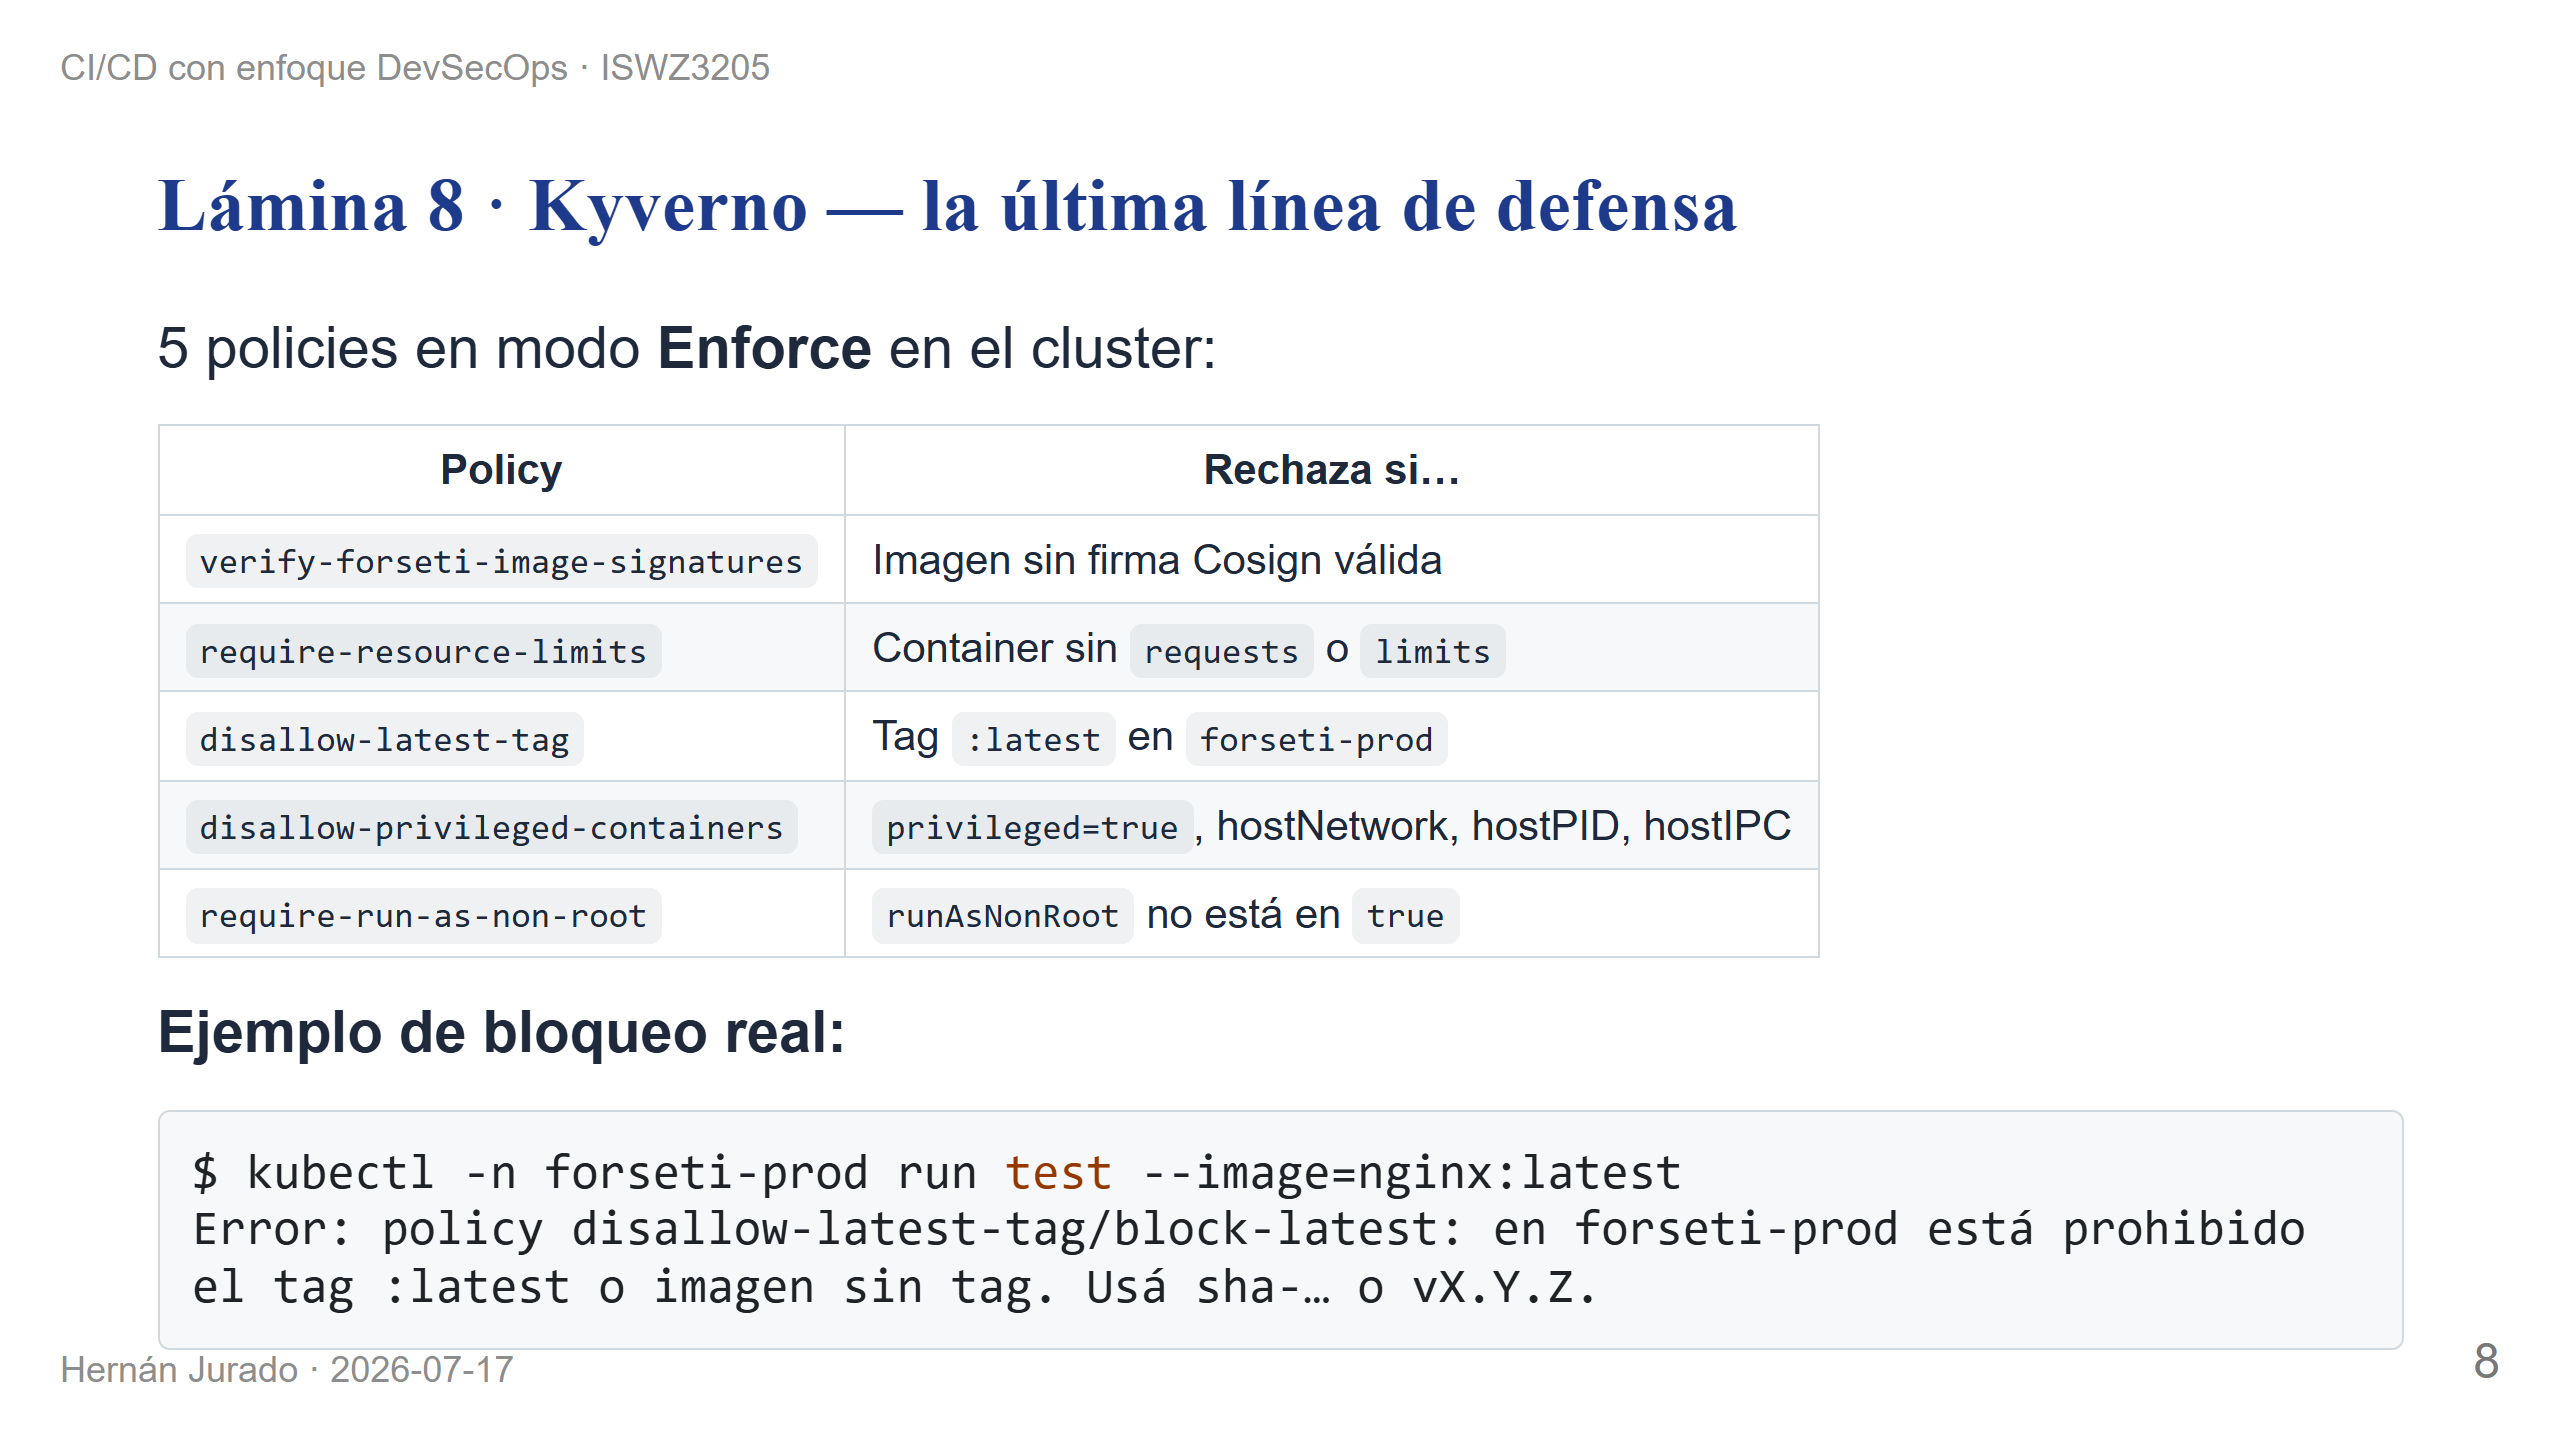 CI/CD con enfoque DevSecOps · ISWZ3205
Lámina 8 · Kyverno — la última línea de defensa
5 policies en modo Enforce en el cluster:
Policy Rechaza si…
verify-forseti-image-signatures Imagen sin firma Cosign válida
require-resource-limits Container sin requests o limits
disallow-latest-tag Tag :latest en forseti-prod
disallow-privileged-containers privileged=true, hostNetwork, hostPID, hostIPC
require-run-as-non-root runAsNonRoot no está en true
Ejemplo de bloqueo real:
$ kubectl -n forseti-prod run test --image=nginx:latest
Error: policy disallow-latest-tag/block-latest: en forseti-prod está prohibido
el tag :latest o imagen sin tag. Usá sha-… o vX.Y.Z.
Hernán Jurado · 2026-07-17
8